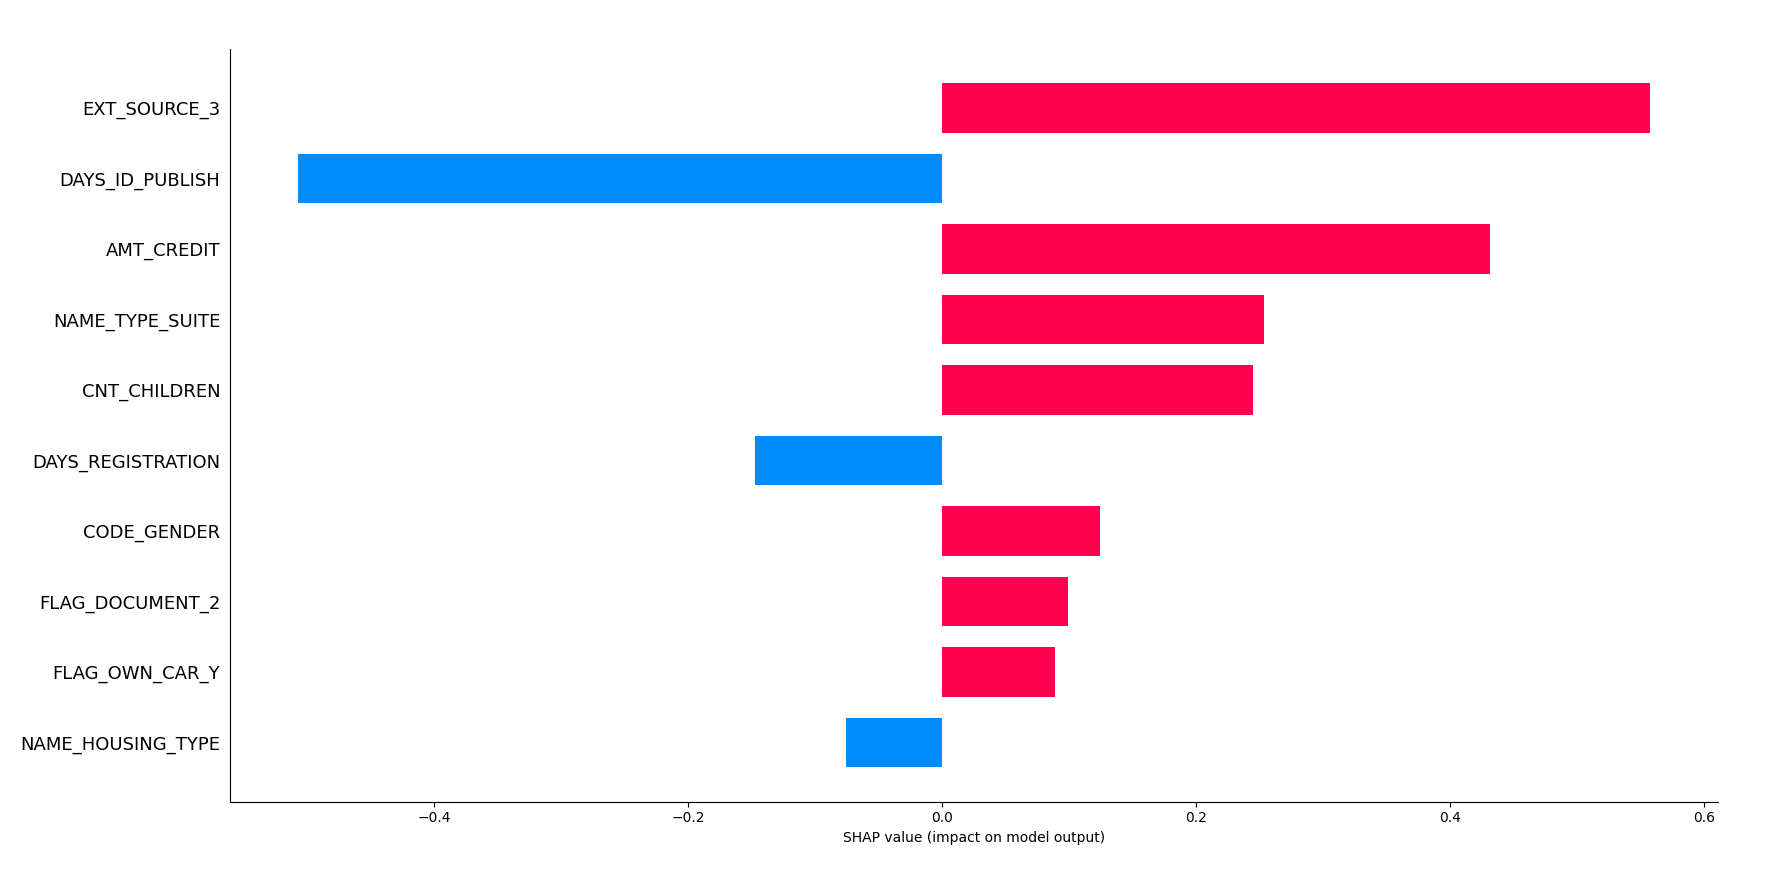 EXT_SOURCE_3
DAYS_ID_PUBLISH
AMT_CREDIT
NAME_TYPE_SUITE
CNT_CHILDREN
DAYS_REGISTRATION
CODE_GENDER
FLAG_DOCUMENT_2
FLAG_OWN_CAR_Y
NAME_HOUSING_TYPE
−0.4 −0.2 0.0 0.2 0.4 0.6
SHAP value (impact on model output)